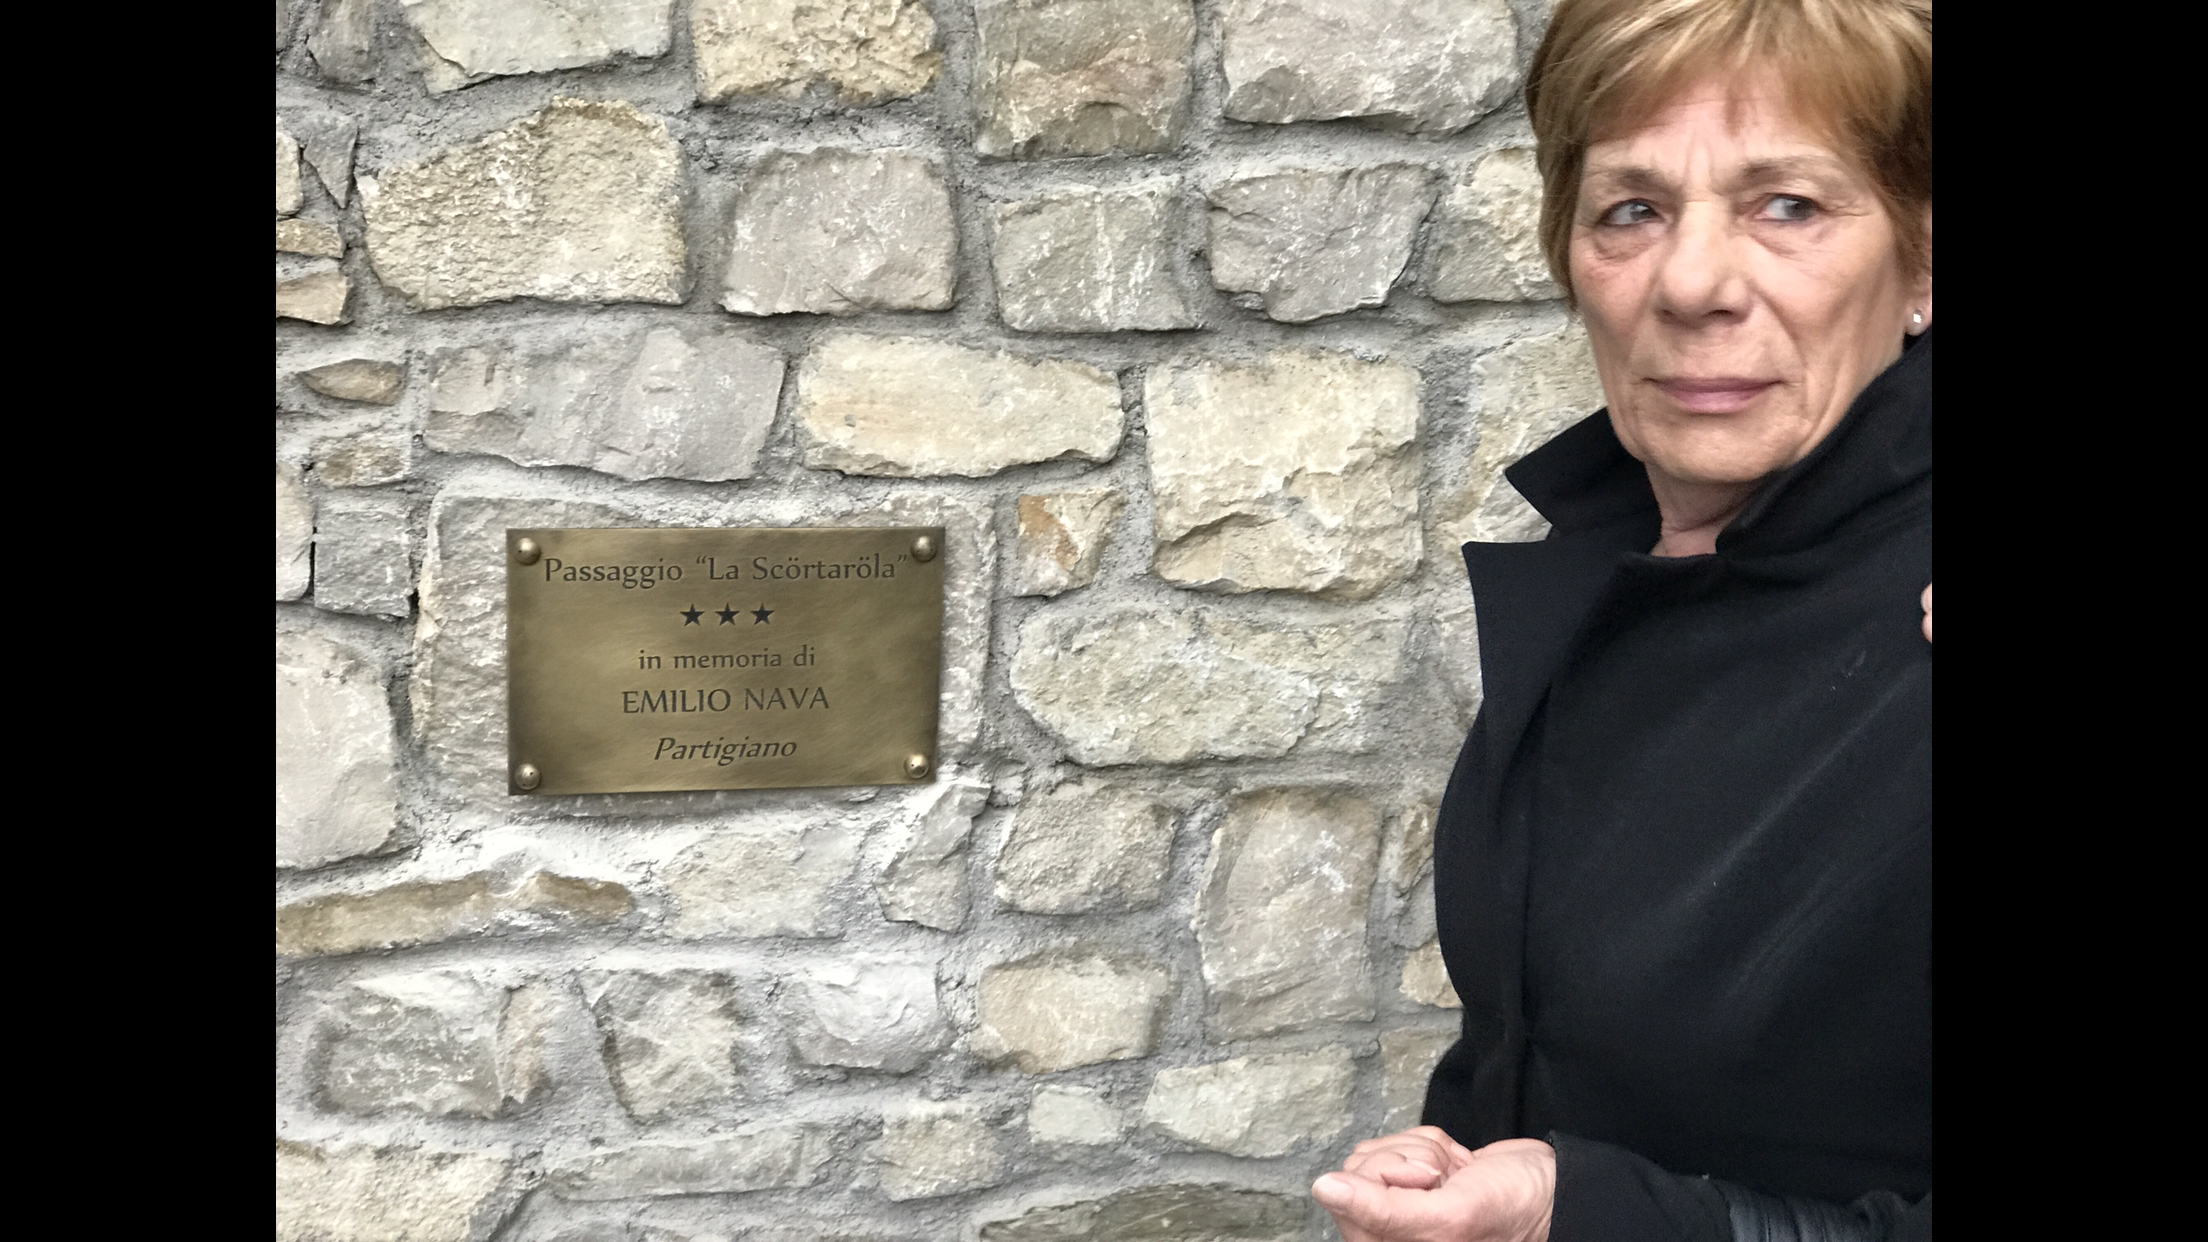 Passaggio “La Scörtaröla”
★ ★ ★
in memoria di
EMILIO NAVA
Partigiano